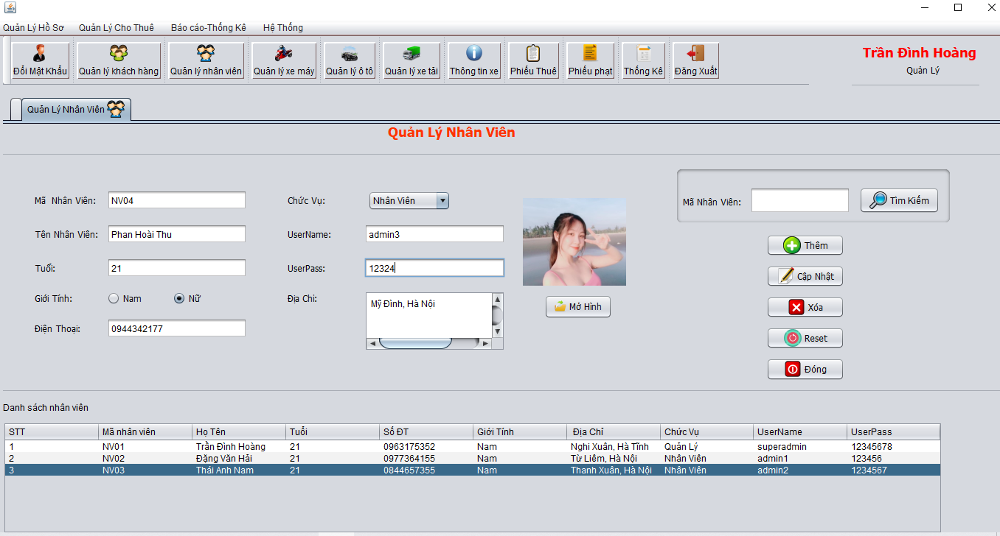 Quản Lý Hồ Sơ Quản Lý Cho Thuê Báo cáo-Thống Kê Hệ Thống
Đổi Mật Khẩu Quản lý khách hàng Quản lý nhân viên Quản lý xe máy Quản lý ô tô Quản lý xe tải Thông tin xe Phiếu Thuê Phiếu phạt Thống Kê Đăng Xuất
Trần Đình Hoàng
Quản Lý
Quản Lý Nhân Viên
Quản Lý Nhân Viên
Mã Nhân Viên: NV04
Tên Nhân Viên: Phan Hoài Thu
Tuổi: 21
Giới Tính: Nam Nữ
Điện Thoại: 0944342177
Chức Vụ: Nhân Viên
UserName: admin3
UserPass: 12324
Địa Chi: Mỹ Đình, Hà Nội
Mở Hình
Mã Nhân Viên: Tìm Kiếm
Thêm
Cập Nhật
Xóa
Reset
Đóng
Danh sách nhân viên
STT Mã nhân viên Họ Tên Tuổi Số ĐT Giới Tính Địa Chỉ Chức Vụ UserName UserPass
1 NV01 Trần Đình Hoàng 21 0963175352 Nam Nghi Xuân, Hà Tĩnh Quản Lý superadmin 12345678
2 NV02 Đặng Văn Hải 21 0977364155 Nam Từ Liêm, Hà Nội Nhân Viên admin1 123456
3 NV03 Thái Anh Nam 21 0844657355 Nam Thanh Xuân, Hà Nội Nhân Viên admin2 1234567